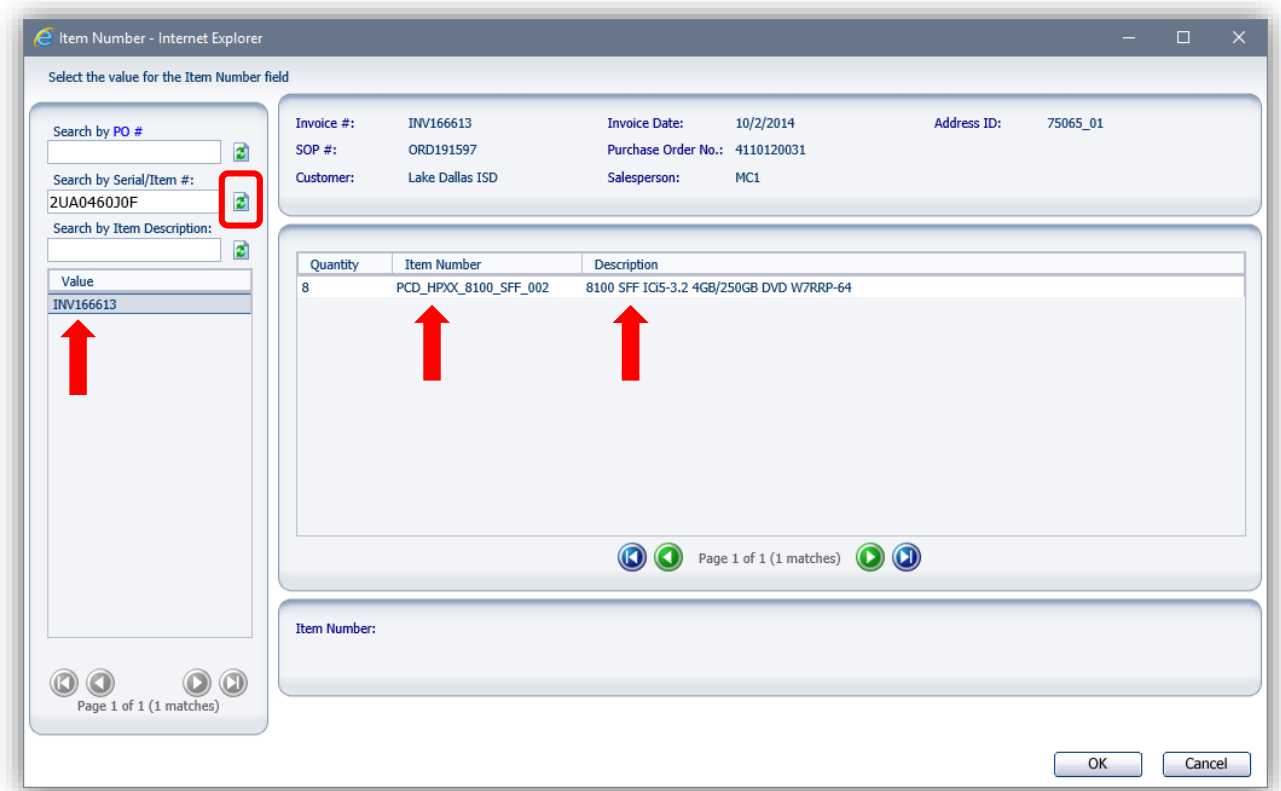 Item Number - Internet Explorer
Select the value for the Item Number field
Search by PO #
Search by Serial/Item #:
2UA0460J0F
Search by Item Description:
Value
INV166613
Page 1 of 1 (1 matches)
Invoice #: INV166613 Invoice Date: 10/2/2014 Address ID: 75065_01
SOP #: ORD191597 Purchase Order No.: 4110120031
Customer: Lake Dallas ISD Salesperson: MC1
Quantity Item Number Description
8 PCD_HPXX_8100_SFF_002 8100 SFF ICi5-3.2 4GB/250GB DVD W7RRP-64
Page 1 of 1 (1 matches)
Item Number:
OK Cancel